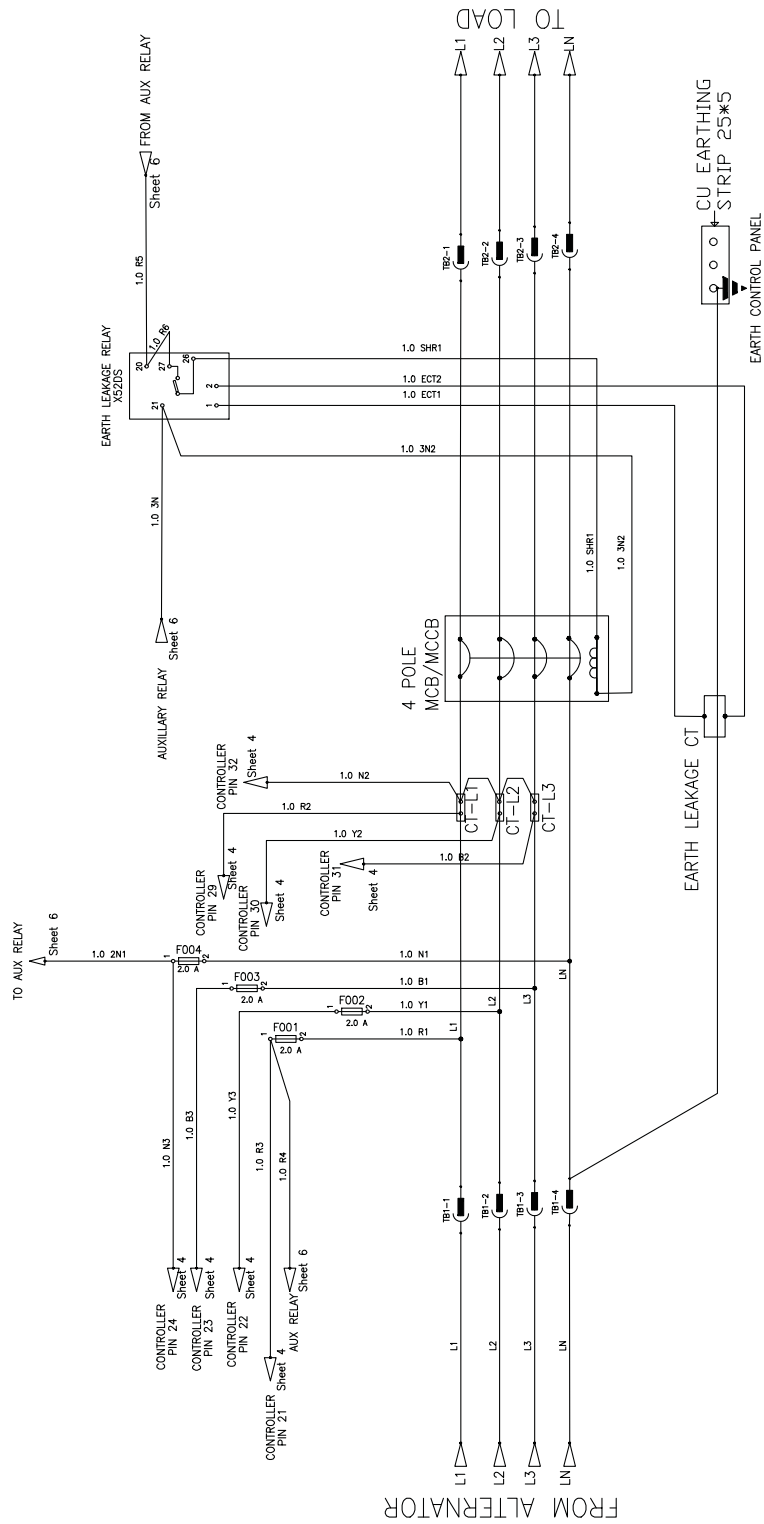 TO LOAD
L1
L2
L3
LN
FROM AUX RELAY
Sheet 6
1.0 R5
CU EARTHING
STRIP 25*5
EARTH CONTROL PANEL
TB2-1
TB2-2
TB2-3
TB2-4
EARTH LEAKAGE RELAY
X52DS
20
1.0 R6
27
26
21
1
2
1.0 SHR1
1.0 ECT2
1.0 ECT1
1.0 3N2
1.0 3N
1.0 SHR1
1.0 3N2
AUXILLARY RELAY
Sheet 6
4 POLE
MCB/MCCB
EARTH LEAKAGE CT
CONTROLLER
PIN 32
Sheet 4
1.0 N2
1.0 R2
1.0 Y2
1.0 B2
CT-L1
CT-L2
CT-L3
CONTROLLER
PIN 29
Sheet 4
CONTROLLER
PIN 30
Sheet 4
CONTROLLER
PIN 31
Sheet 4
TO AUX RELAY
Sheet 6
1.0 2N1
1
F004
2.0 A
2
1.0 N1
LN
1
F003
2.0 A
2
1.0 B1
L3
1
F002
2.0 A
2
1.0 Y1
L2
1
F001
2.0 A
2
1.0 R1
L1
1.0 N3
1.0 B3
1.0 Y3
1.0 R3
1.0 R4
CONTROLLER
PIN 24
Sheet 4
CONTROLLER
PIN 23
Sheet 4
CONTROLLER
PIN 22
Sheet 4
AUX RELAY
Sheet 6
CONTROLLER
PIN 21
Sheet 4
TB1-1
TB1-2
TB1-3
TB1-4
L1
L2
L3
LN
L1
L2
L3
LN
FROM ALTERNATOR